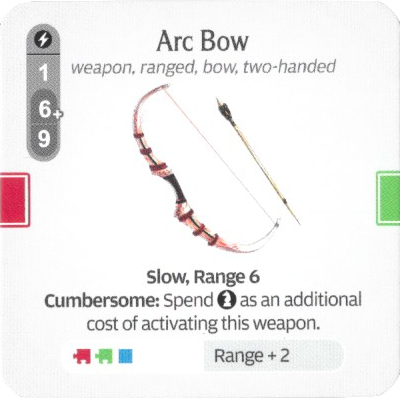 Arc Bow
weapon, ranged, bow, two-handed
1
6+
9
Slow, Range 6
Cumbersome: Spend as an additional
cost of activating this weapon.
Range + 2